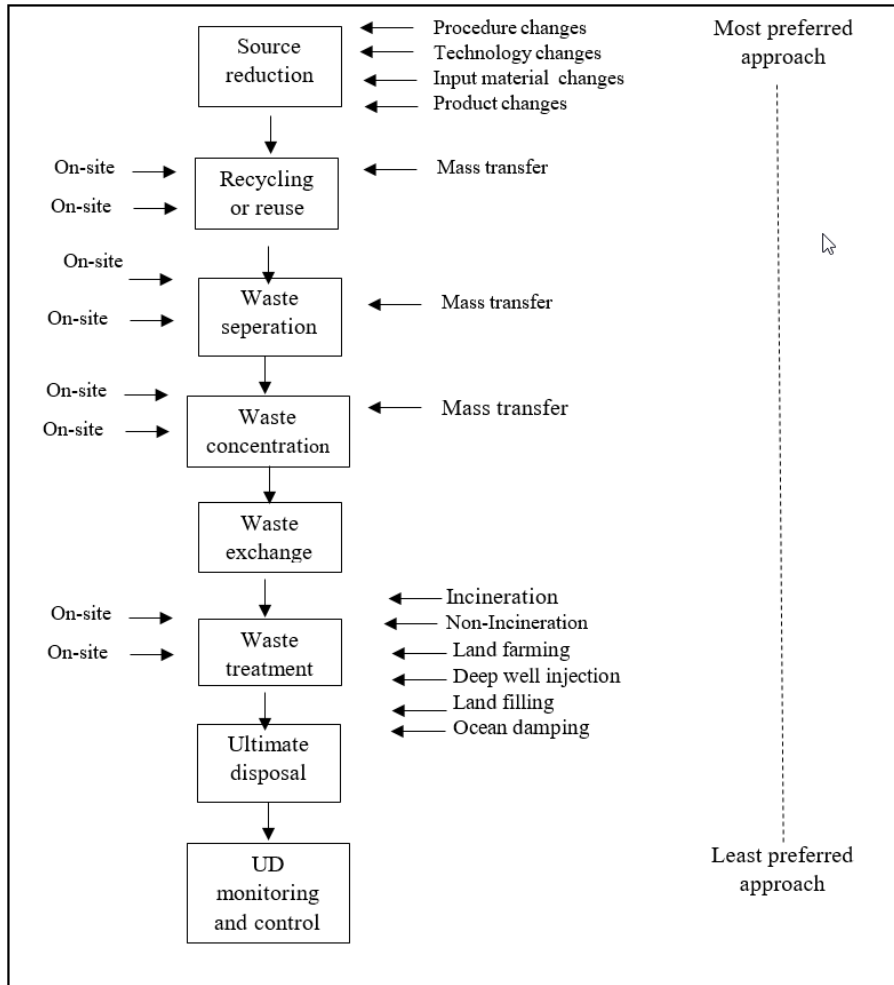 Source
reduction
Procedure changes
Technology changes
Input material changes
Product changes
Most preferred
approach
On-site
On-site
Recycling
or reuse
Mass transfer
On-site
On-site
Waste
seperation
Mass transfer
On-site
On-site
Waste
concentration
Mass transfer
Waste
exchange
On-site
On-site
Waste
treatment
Incineration
Non-Incineration
Land farming
Deep well injection
Land filling
Ocean damping
Ultimate
disposal
UD
monitoring
and control
Least preferred
approach